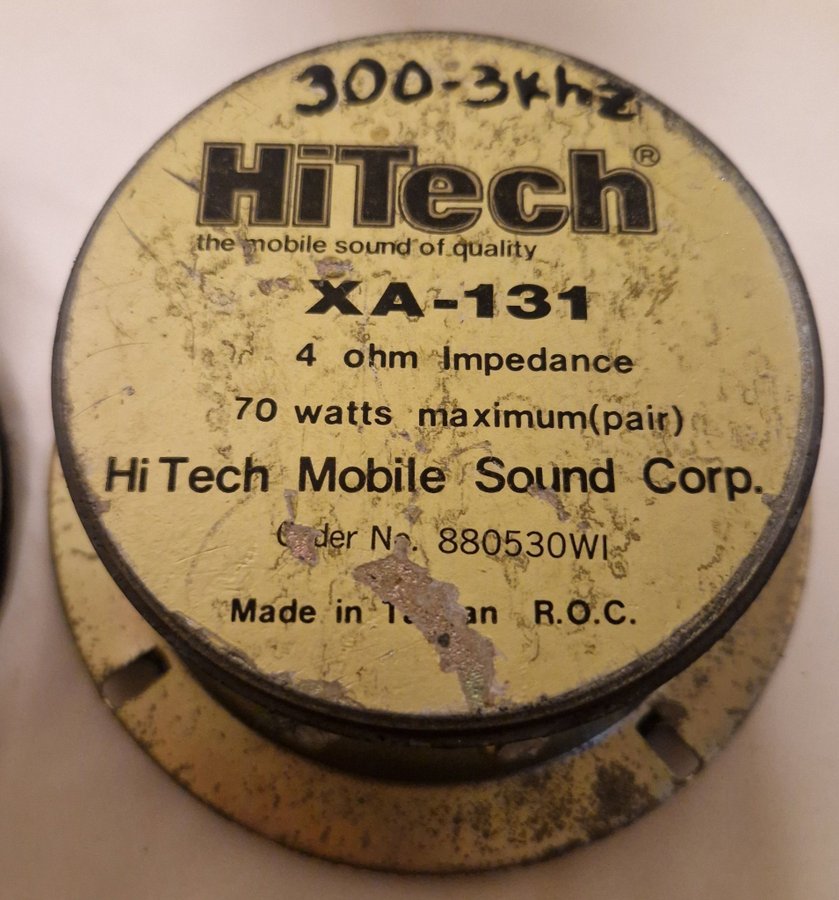 300-3khz
HiTech®
the mobile sound of quality
XA-131
4 ohm Impedance
70 watts maximum(pair)
HiTech Mobile Sound Corp.
No. 880530WI
Made in R.O.C.